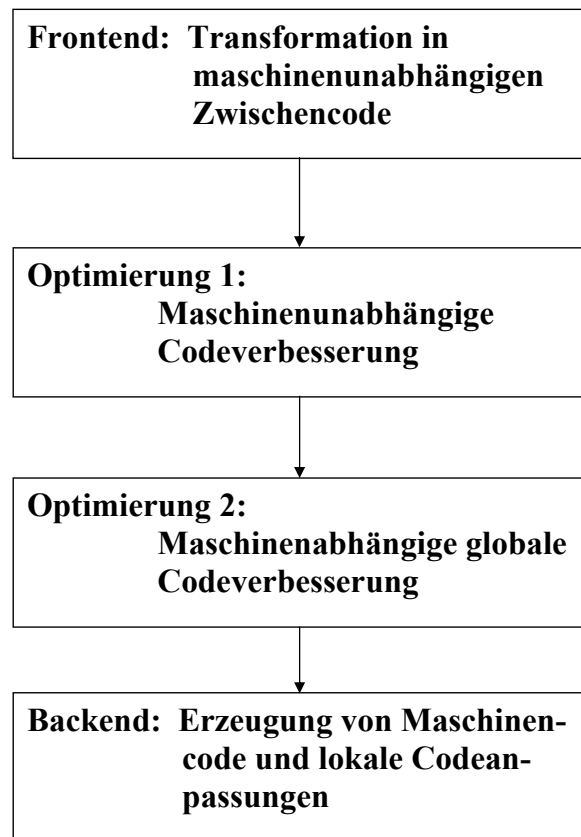 Frontend: Transformation in
maschinenunabhängigen
Zwischencode
Optimierung 1:
Maschinenunabhängige
Codeverbesserung
Optimierung 2:
Maschinenabhängige globale
Codeverbesserung
Backend: Erzeugung von Maschinen-
code und lokale Codean-
passungen